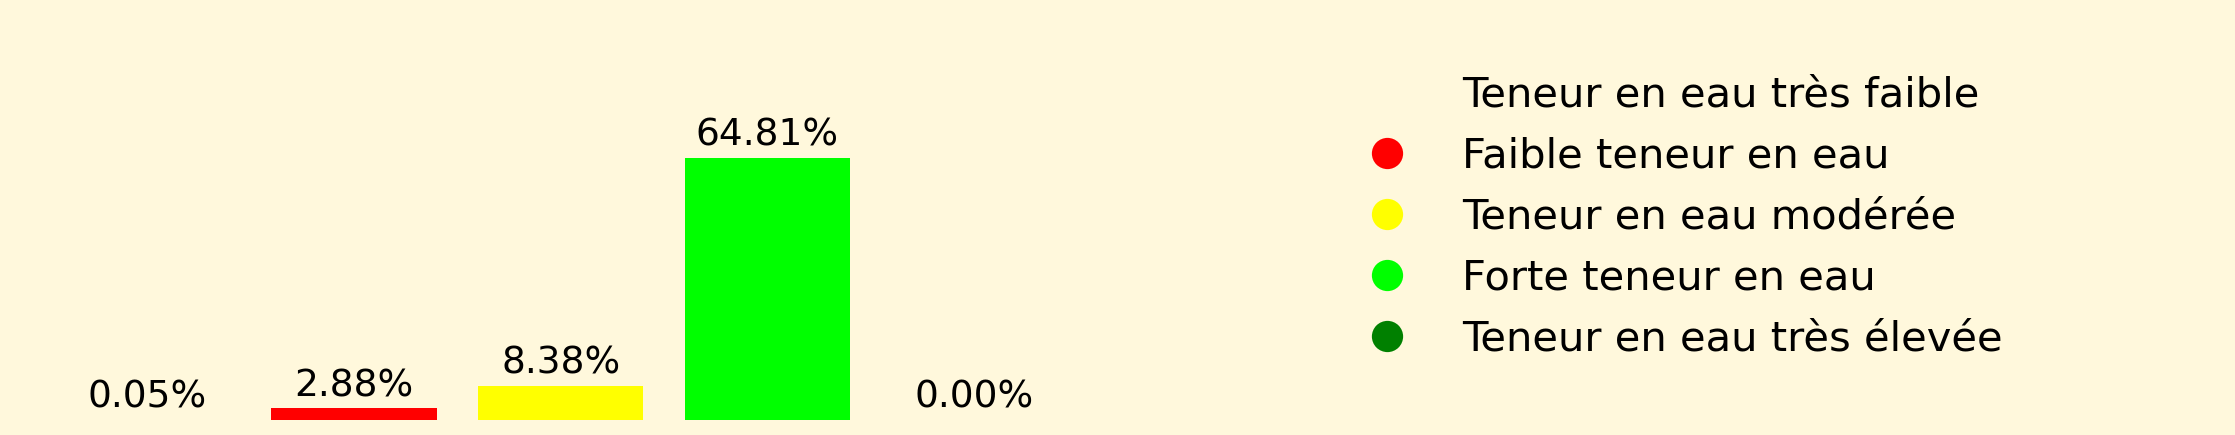 64.81%
8.38%
2.88%
0.05%
0.00%
Teneur en eau très faible
Faible teneur en eau
Teneur en eau modérée
Forte teneur en eau
Teneur en eau très élevée